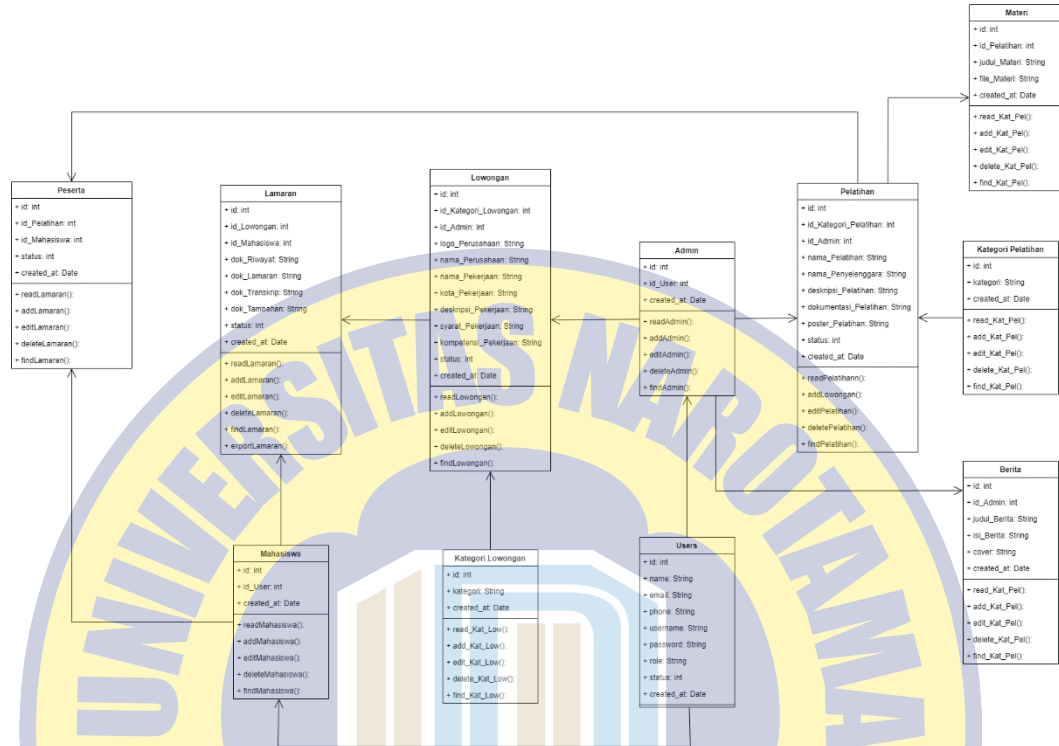 Materi
+ id: int
+ id_Pelatihan: int
+ judul_Materi: String
+ file_Materi: String
+ created_at: Date
+ read_Kat_Pel():
+ add_Kat_Pel():
+ edit_Kat_Pel():
+ delete_Kat_Pel():
+ find_Kat_Pel():
Peserta
+ id: int
+ id_Pelatihan: int
+ id_Mahasiswa: int
+ status: int
+ created_at: Date
+ readLamaran():
+ addLamaran():
+ editLamaran():
+ deleteLamaran():
+ findLamaran():
Lamaran
+ id: int
+ id_Lowongan: int
+ id_Mahasiswa: int
+ dok_Riwayat: String
+ dok_Lamaran: String
+ dok_Transkrip: String
+ dok_Tambahan: String
+ status: int
+ created_at: Date
+ readLamaran():
+ addLamaran():
+ editLamaran():
+ deleteLamaran():
+ findLamaran():
+ exportLamaran():
Lowongan
+ id: int
+ id_Kategori_Lowongan: int
+ id_Admin: int
+ logo_Perusahaan: String
+ nama_Perusahaan: String
+ nama_Pekerjaan: String
+ kota_Pekerjaan: String
+ deskripsi_Pekerjaan: String
+ syarat_Pekerjaan: String
+ kompetensi_Pekerjaan: String
+ status: int
+ created_at: Date
+ readLowongan():
+ addLowongan():
+ editLowongan():
+ deleteLowongan():
+ findLowongan():
Admin
+ id: int
+ id_User: int
+ created_at: Date
+ readAdmin():
+ addAdmin():
+ editAdmin():
+ deleteAdmin():
+ findAdmin():
Pelatihan
+ id: int
+ id_Kategori_Pelatihan: int
+ id_Admin: int
+ nama_Pelatihan: String
+ nama_Penyelenggara: String
+ deskripsi_Pelatihan: String
+ dokumentasi_Pelatihan: String
+ poster_Pelatihan: String
+ status: int
+ created_at: Date
+ readPelatihann():
+ addLowongan():
+ editPelatihan():
+ deletePelatihan():
+ findPelatihan():
Kategori Pelatihan
+ id: int
+ kategori: String
+ created_at: Date
+ read_Kat_Pel():
+ add_Kat_Pel():
+ edit_Kat_Pel():
+ delete_Kat_Pel():
+ find_Kat_Pel():
Mahasiswa
+ id: int
+ id_User: int
+ created_at: Date
+ readMahasiswa():
+ addMahasiswa():
+ editMahasiswa():
+ deleteMahasiswa():
+ findMahasiswa():
Kategori Lowongan
+ id: int
+ kategori: String
+ created_at: Date
+ read_Kat_Low():
+ add_Kat_Low():
+ edit_Kat_Low():
+ delete_Kat_Low():
+ find_Kat_Low():
Users
+ id: int
+ name: String
+ email: String
+ phone: String
+ username: String
+ password: String
+ role: String
+ status: int
+ created_at: Date
Berita
+ id: int
+ id_Admin: int
+ judul_Berita: String
+ isi_Berita: String
+ cover: String
+ created_at: Date
+ read_Kat_Pel():
+ add_Kat_Pel():
+ edit_Kat_Pel():
+ delete_Kat_Pel():
+ find_Kat_Pel():
UNIVERSITAS NAROTAMA